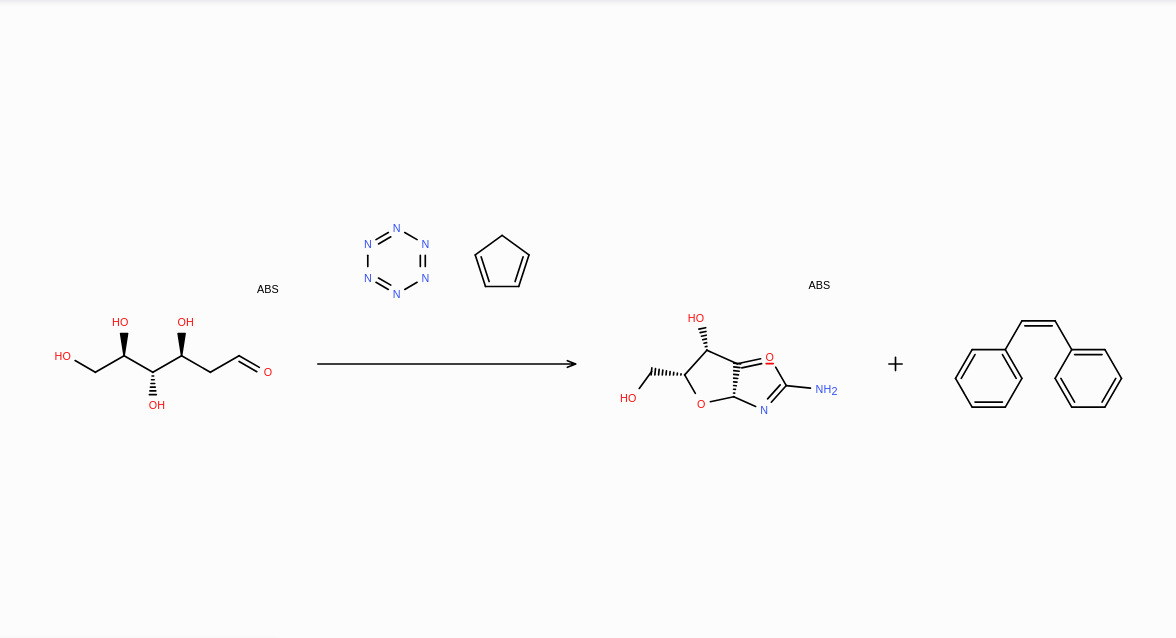 N
N N
N N
N
ABS ABS
HO OH HO
HO O O
OH HO O N NH2
+